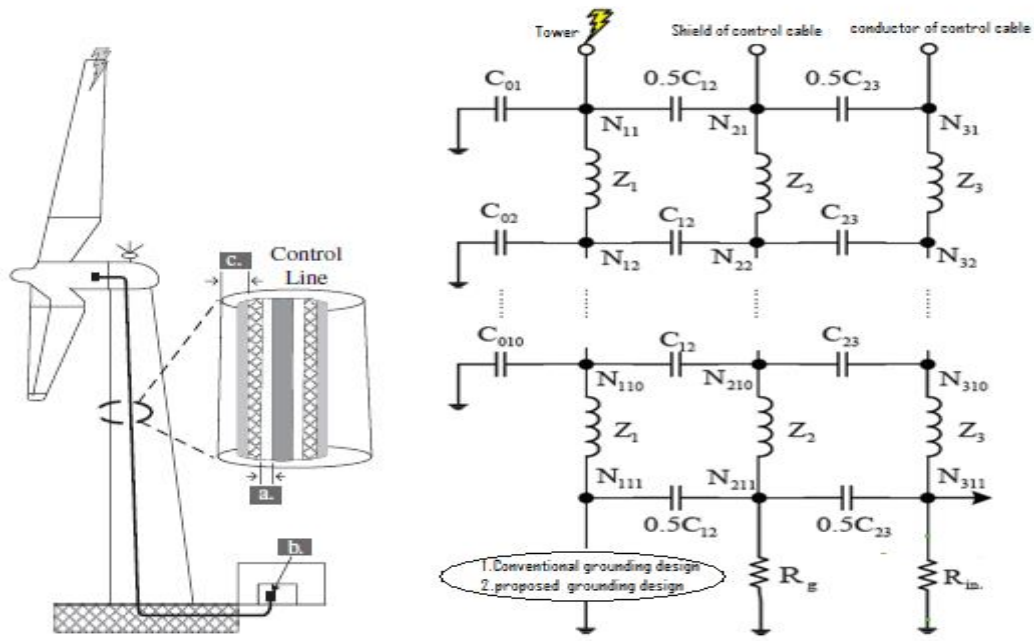 c.
Control
Line
a.
b.
Tower
Shield of control cable
conductor of control cable
C01
0.5C12
0.5C23
N11
N21
N31
Z1
Z2
Z3
C02
C12
C23
N12
N22
N32
C010
C12
C23
N110
N210
N310
Z1
Z2
Z3
N111
N211
N311
0.5C12
0.5C23
1.Conventional grounding design
2.proposed grounding design
Rg
Rin.